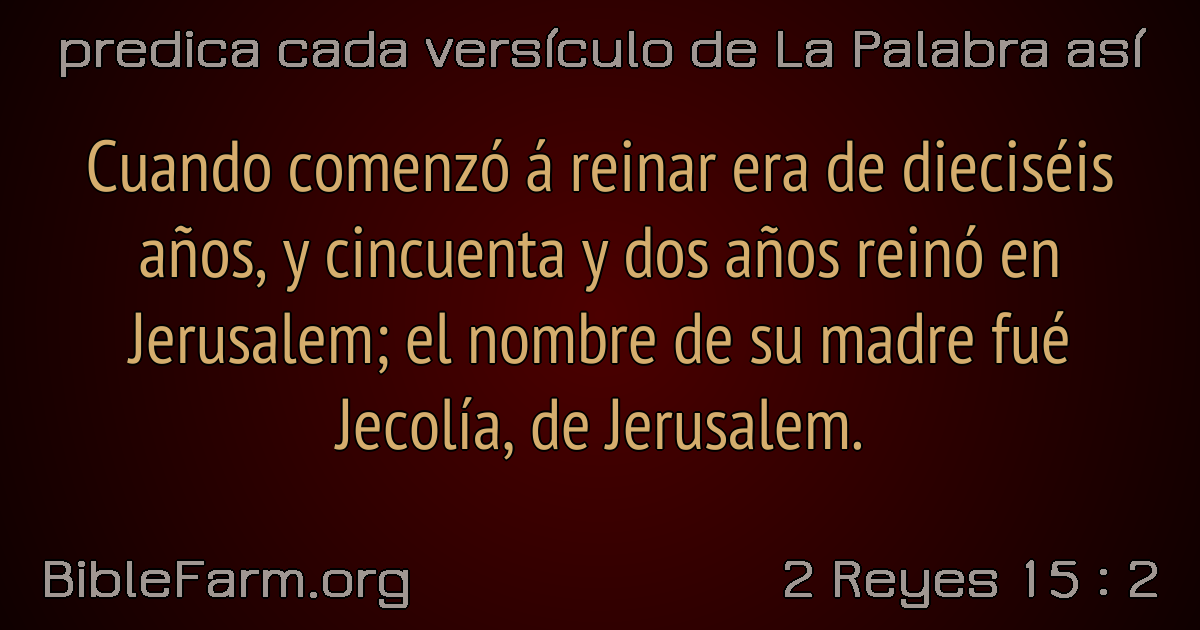 predica cada versículo de La Palabra así
Cuando comenzó á reinar era de dieciséis
años, y cincuenta y dos años reinó en
Jerusalem; el nombre de su madre fué
Jecolía, de Jerusalem.
BibleFarm.org
2 Reyes 15 : 2